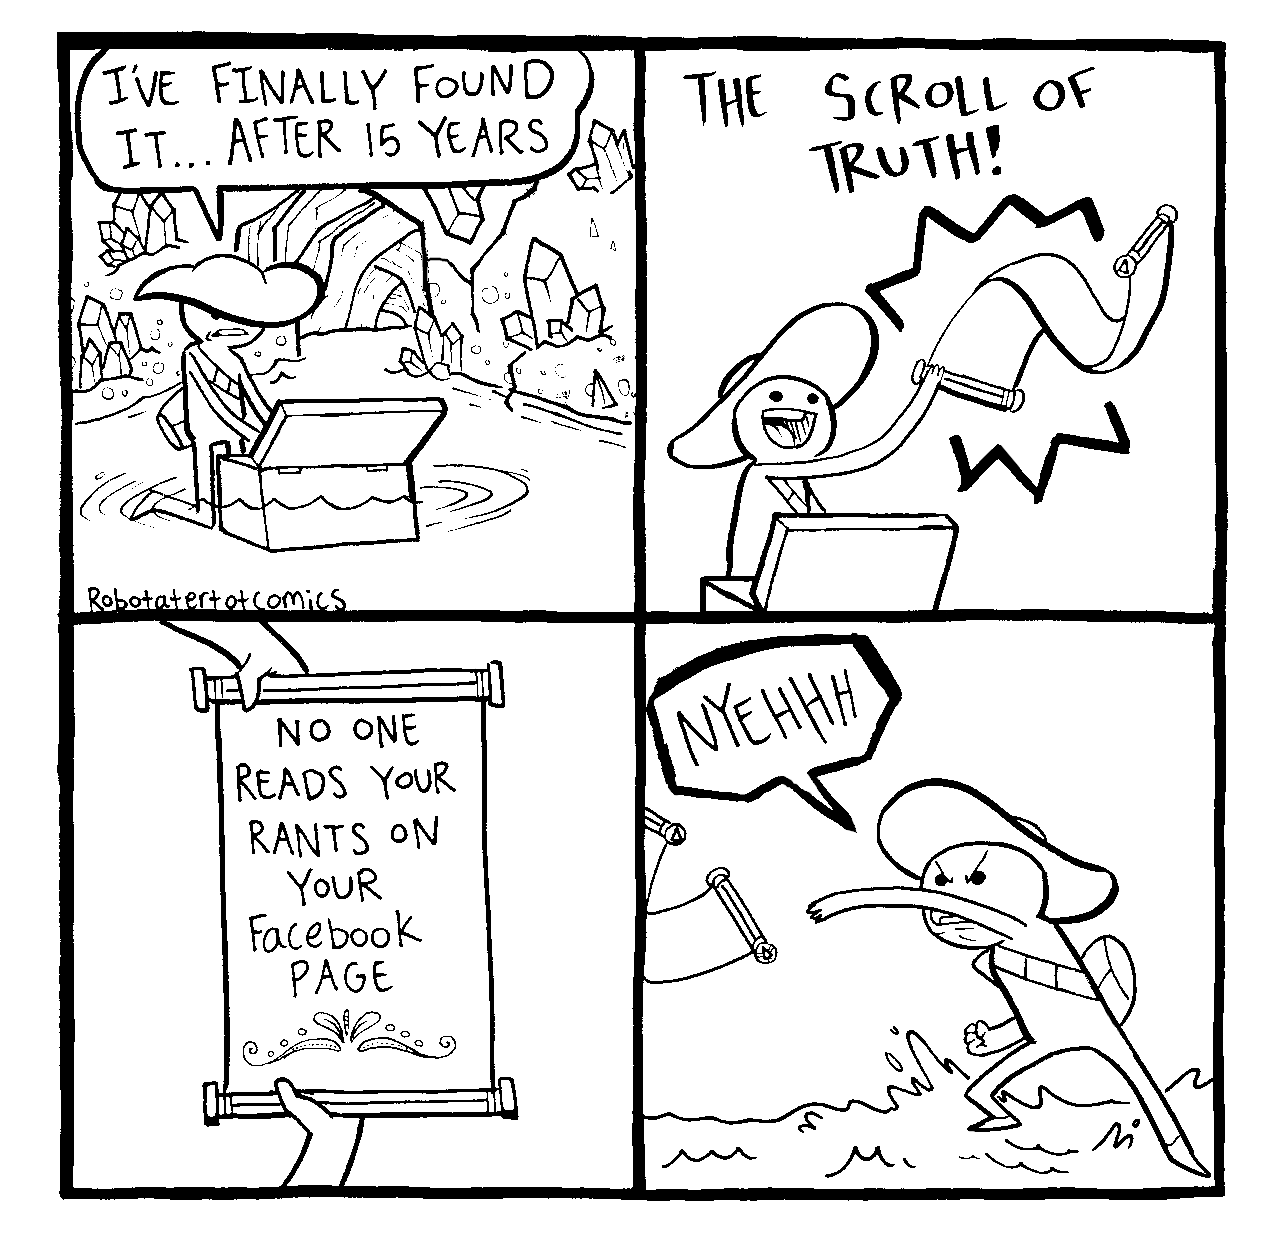 I'VE FINALLY FOUND
IT... AFTER 15 YEARS
THE SCROLL OF
TRUTH!
Robotatertotcomics
NO ONE
READS YOUR
RANTS ON
YOUR
Facebook
PAGE
NYEHHH